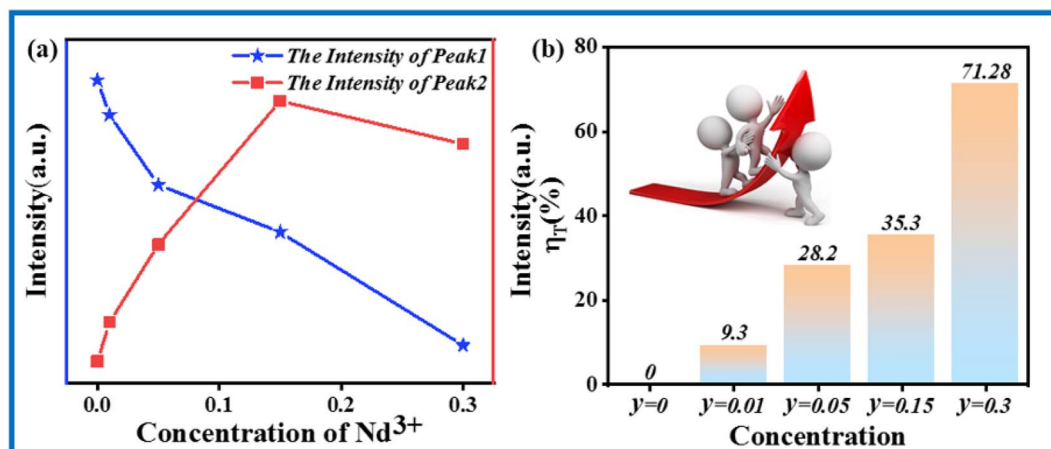 (a)
The Intensity of Peak1
The Intensity of Peak2
Intensity(a.u.)
0.0 0.1 0.2 0.3
Concentration of Nd3+
Intensity(a.u.)
(b)
ηT(%)
80
60
40
20
0
0
9.3
28.2
35.3
71.28
y=0 y=0.01 y=0.05 y=0.15 y=0.3
Concentration